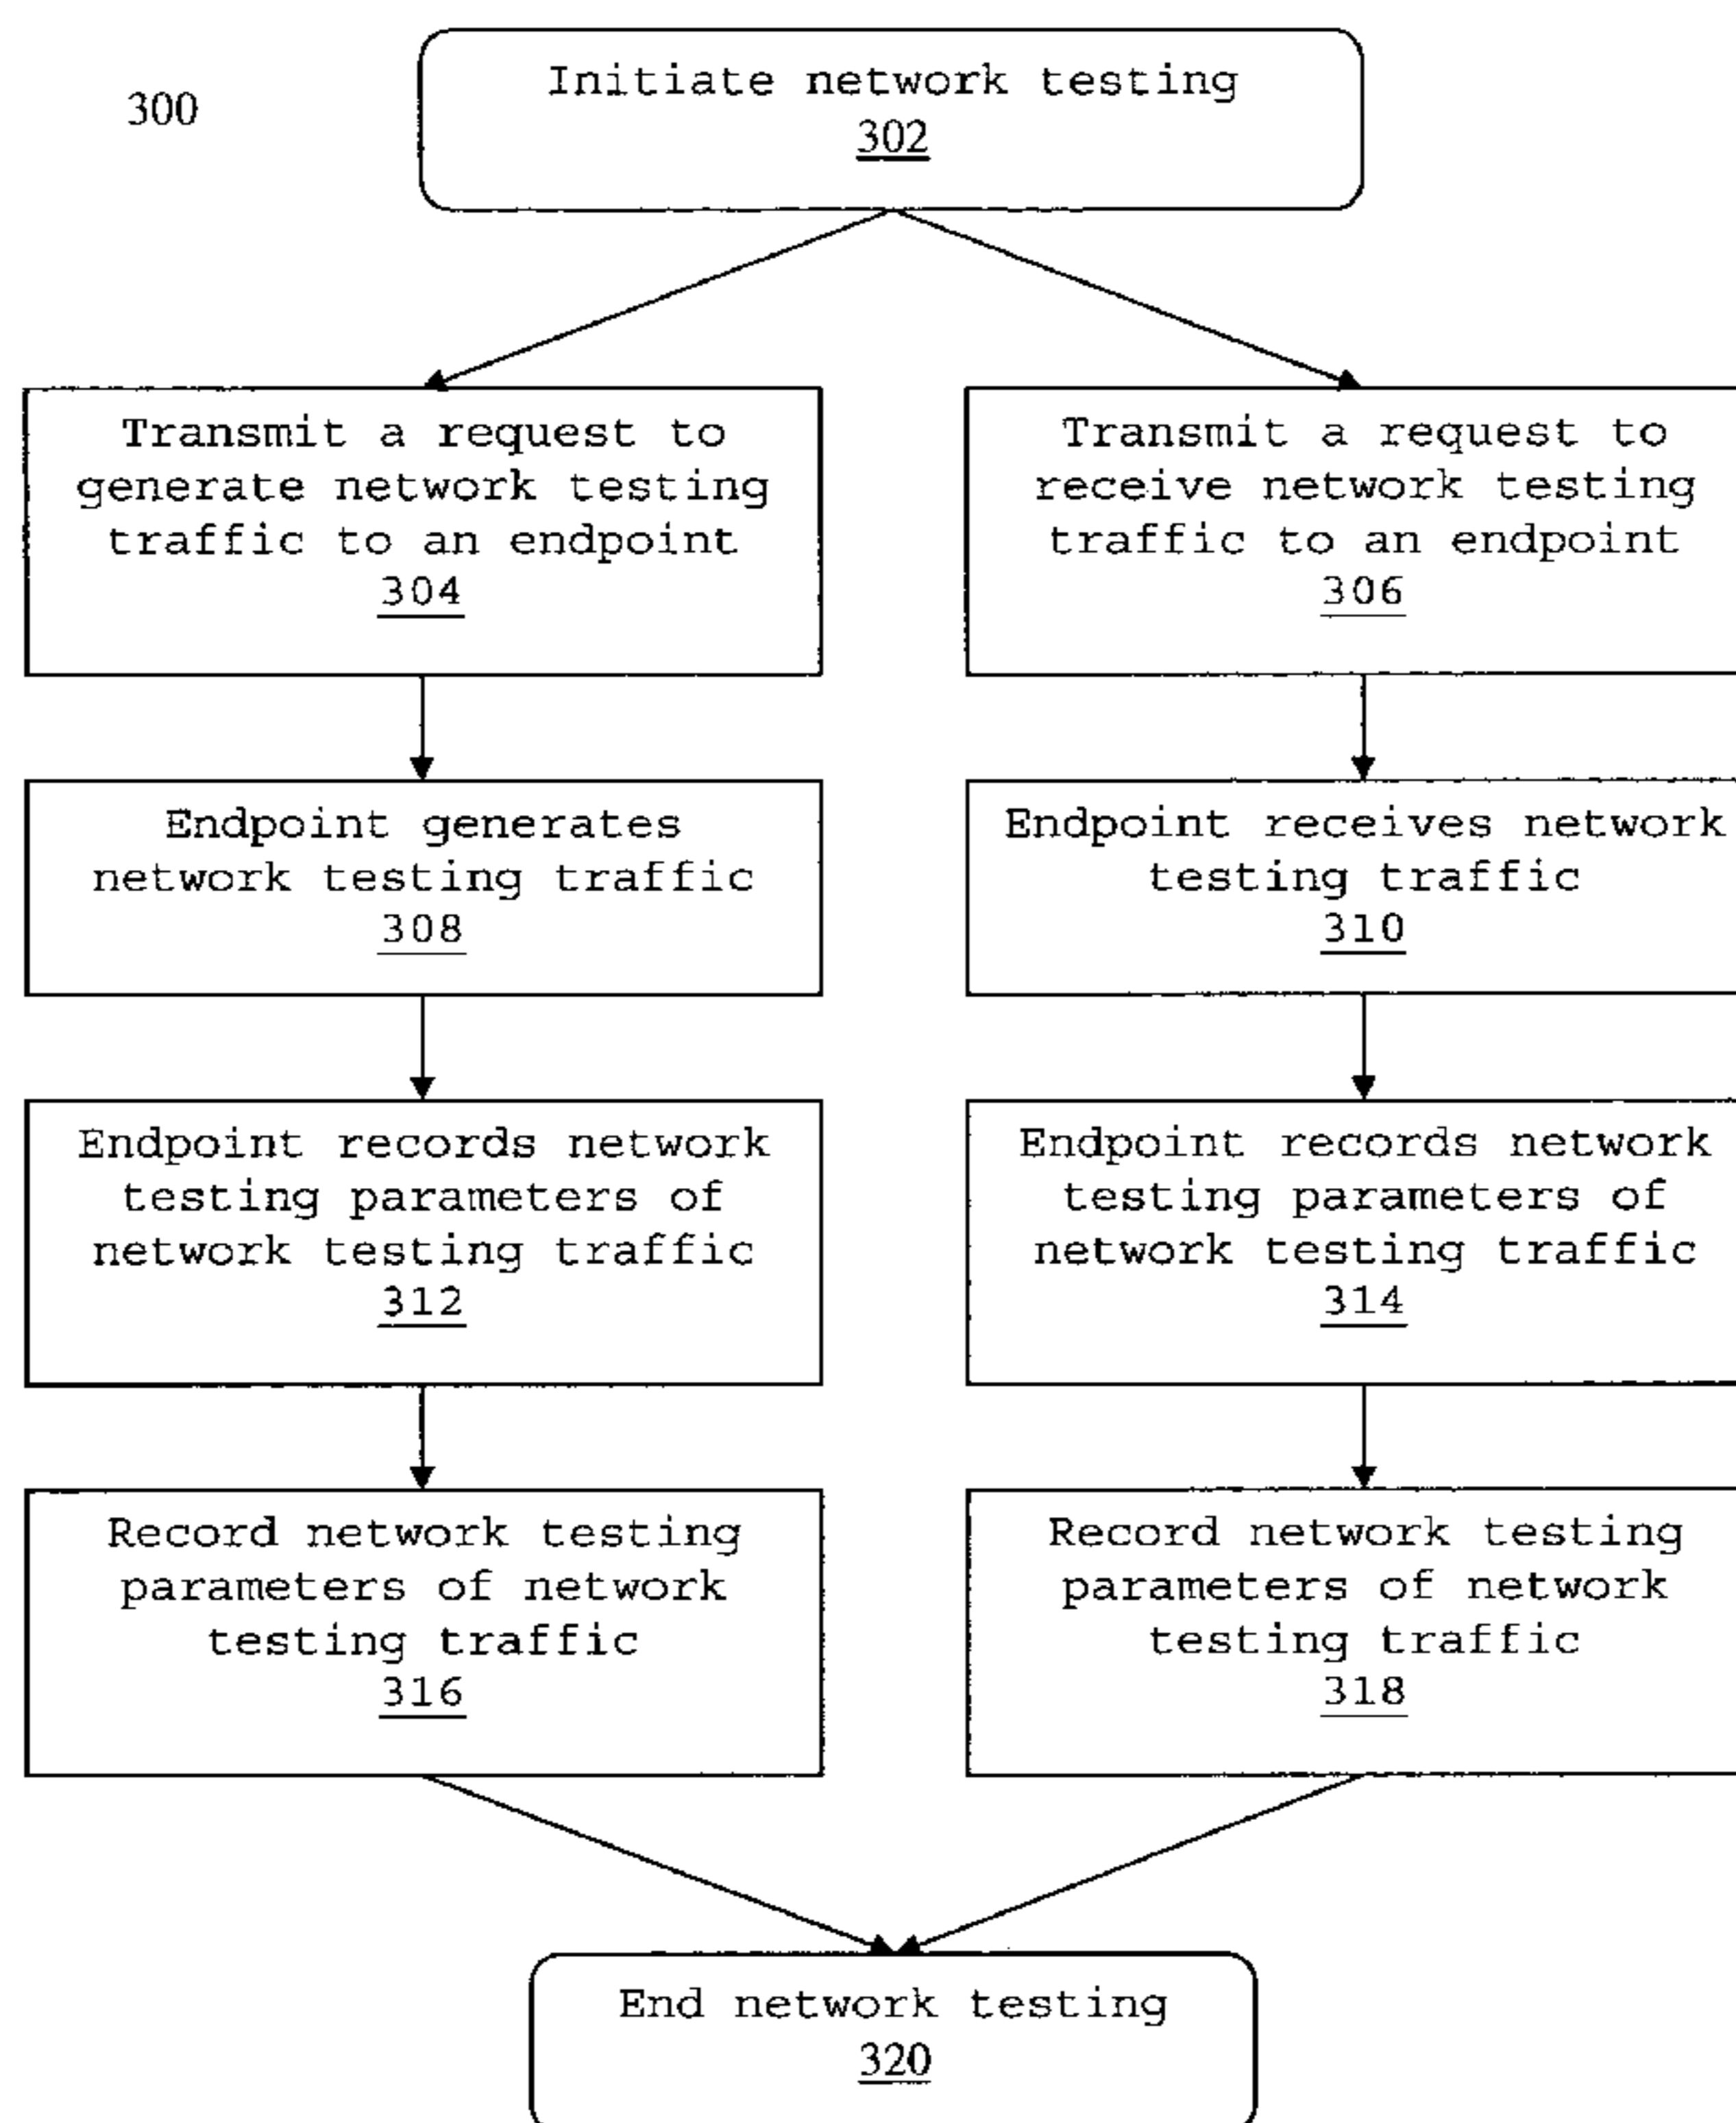 300
Initiate network testing
302
Transmit a request to
generate network testing
traffic to an endpoint
304
Transmit a request to
receive network testing
traffic to an endpoint
306
Endpoint generates
network testing traffic
308
Endpoint receives network
testing traffic
310
Endpoint records network
testing parameters of
network testing traffic
312
Endpoint records network
testing parameters of
network testing traffic
314
Record network testing
parameters of network
testing traffic
316
Record network testing
parameters of network
testing traffic
318
End network testing
320